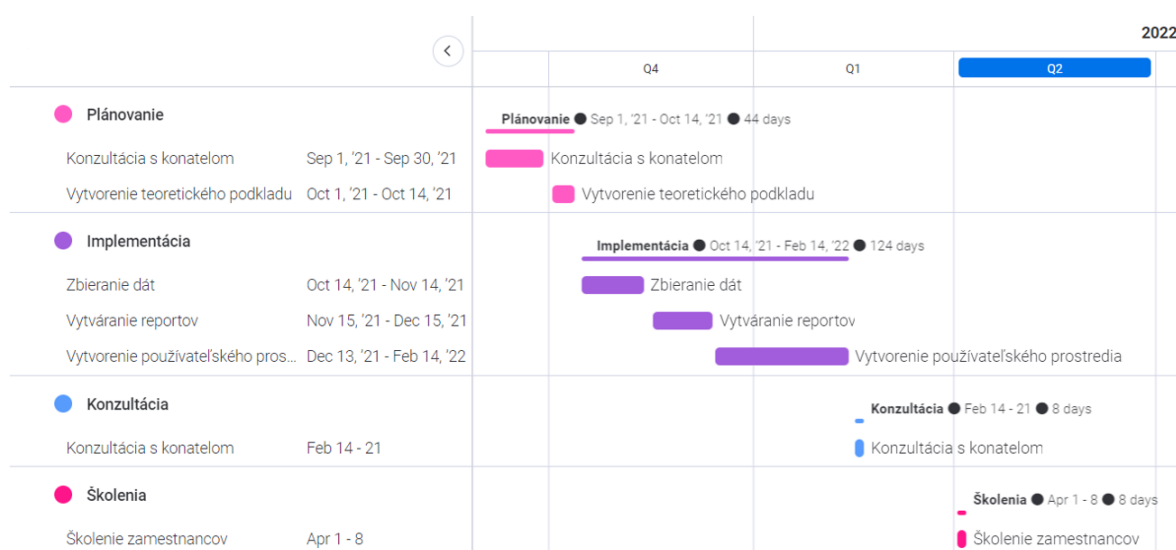 2022
Q4 Q1 Q2
Plánovanie Plánovanie ● Sep 1, '21 - Oct 14, '21 ● 44 days
Konzultácia s konatelom Sep 1, '21 - Sep 30, '21 Konzultácia s konatelom
Vytvorenie teoretického podkladu Oct 1, '21 - Oct 14, '21 Vytvorenie teoretického podkladu
Implementácia Implementácia ● Oct 14, '21 - Feb 14, '22 ● 124 days
Zbieranie dát Oct 14, '21 - Nov 14, '21 Zbieranie dát
Vytváranie reportov Nov 15, '21 - Dec 15, '21 Vytváranie reportov
Vytvorenie používateľského pros... Dec 13, '21 - Feb 14, '22 Vytvorenie používateľského prostredia
Konzultácia Konzultácia ● Feb 14 - 21 ● 8 days
Konzultácia s konatelom Feb 14 - 21 Konzultácia s konatelom
Školenia Školenia ● Apr 1 - 8 ● 8 days
Školenie zamestnancov Apr 1 - 8 Školenie zamestnancov